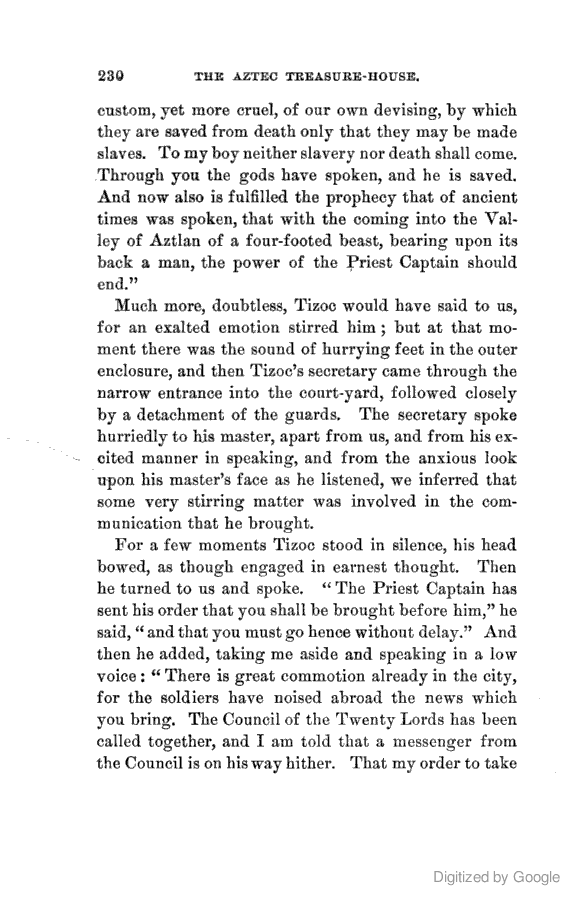 230 THE AZTEC TREASURE-HOUSE.
custom, yet more cruel, of our own devising, by which
they are saved from death only that they may be made
slaves. To my boy neither slavery nor death shall come.
Through you the gods have spoken, and he is saved.
And now also is fulfilled the prophecy that of ancient
times was spoken, that with the coming into the Val-
ley of Aztlan of a four-footed beast, bearing upon its
back a man, the power of the Priest Captain should
end.”
Much more, doubtless, Tizoc would have said to us,
for an exalted emotion stirred him; but at that mo-
ment there was the sound of hurrying feet in the outer
enclosure, and then Tizoc’s secretary came through the
narrow entrance into the court-yard, followed closely
by a detachment of the guards. The secretary spoke
hurriedly to his master, apart from us, and from his ex-
cited manner in speaking, and from the anxious look
upon his master’s face as he listened, we inferred that
some very stirring matter was involved in the com-
munication that he brought.
For a few moments Tizoc stood in silence, his head
bowed, as though engaged in earnest thought. Then
he turned to us and spoke. “The Priest Captain has
sent his order that you shall be brought before him,” he
said, “and that you must go hence without delay.” And
then he added, taking me aside and speaking in a low
voice: “There is great commotion already in the city,
for the soldiers have noised abroad the news which
you bring. The Council of the Twenty Lords has been
called together, and I am told that a messenger from
the Council is on his way hither. That my order to take
Digitized by Google